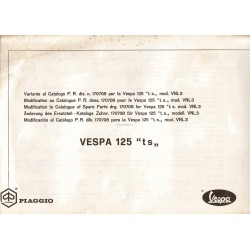 Variante al Catalogo P. R. dis. n. 170708 per la Vespa 125 "t s„ mod. VNL3
Modification au Catalogue P. R. dess. 170708 pour la Vespa 125 "t s„, mod. VNL3
Modification to Catalogue of Spare Parts drg. 170708 for Vespa 125 "t s„, mod. VNL3
Änderung des Ersatzteil - Katalogs Zchnr. 170708 für Vespa 125 "t s„, mod. VNL3
Modificación al Catálogo P. R. dib. 170708 para la Vespa 125 "t s„, mod. VNL3
VESPA 125 "ts„
PIAGGIO
Vespa